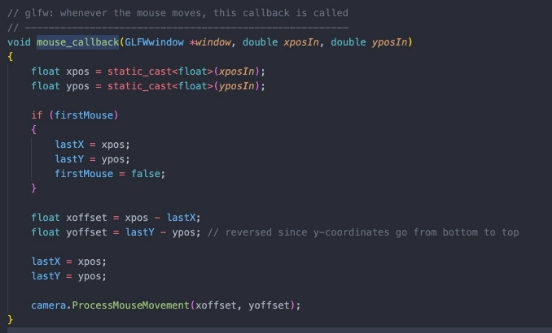 // glfw: whenever the mouse moves, this callback is called
// -------------------------------------------------------
void mouse_callback(GLFWwindow *window, double xposIn, double yposIn)
{
    float xpos = static_cast<float>(xposIn);
    float ypos = static_cast<float>(yposIn);
    if (firstMouse)
    {
        lastX = xpos;
        lastY = ypos;
        firstMouse = false;
    }
    float xoffset = xpos - lastX;
    float yoffset = lastY - ypos; // reversed since y-coordinates go from bottom to top
    lastX = xpos;
    lastY = ypos;
    camera.ProcessMouseMovement(xoffset, yoffset);
}